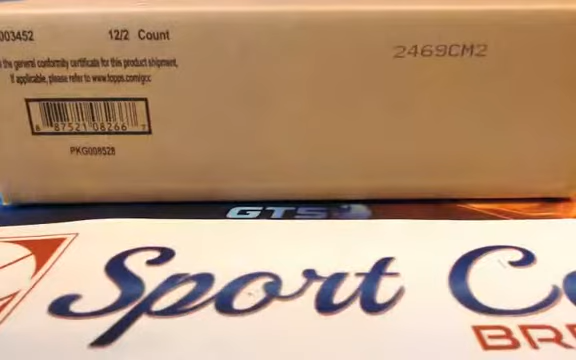 003452 12/2 Count
2469CM2
the general conformity certificate for this product shipment,
If applicable, please refer to www.topps.com/gcc
8 87521 08266 7
PKG008528
GTS
Sport C
BR